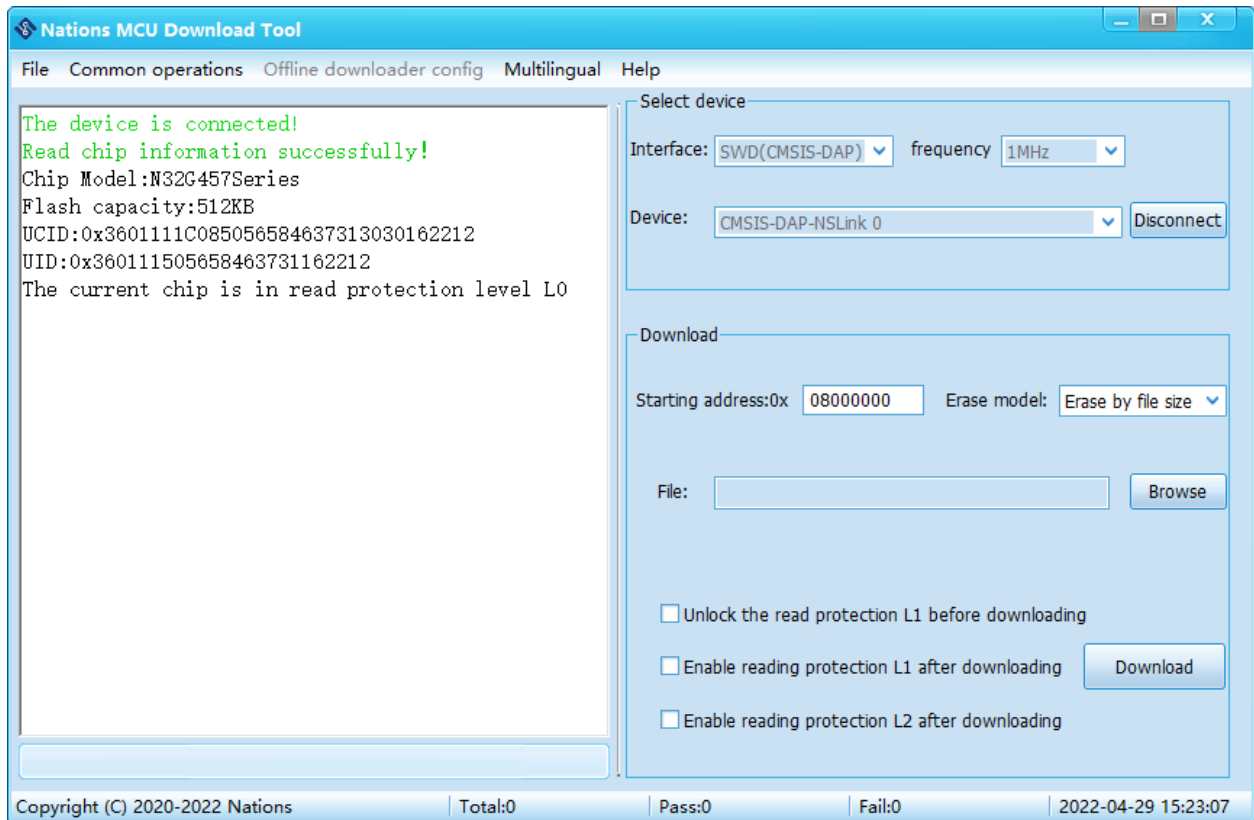 Nations MCU Download Tool
File Common operations Offline downloader config Multilingual Help
The device is connected!
Read chip information successfully!
Chip Model:N32G457Series
Flash capacity:512KB
UCID:0x3601111C085056584637313030162212
UID:0x360111505658463731162212
The current chip is in read protection level L0
Select device
Interface: SWD(CMSIS-DAP) frequency 1MHz
Device: CMSIS-DAP-NSLink 0 Disconnect
Download
Starting address:0x 08000000 Erase model: Erase by file size
File: Browse
Unlock the read protection L1 before downloading
Enable reading protection L1 after downloading Download
Enable reading protection L2 after downloading
Copyright (C) 2020-2022 Nations Total:0 Pass:0 Fail:0 2022-04-29 15:23:07